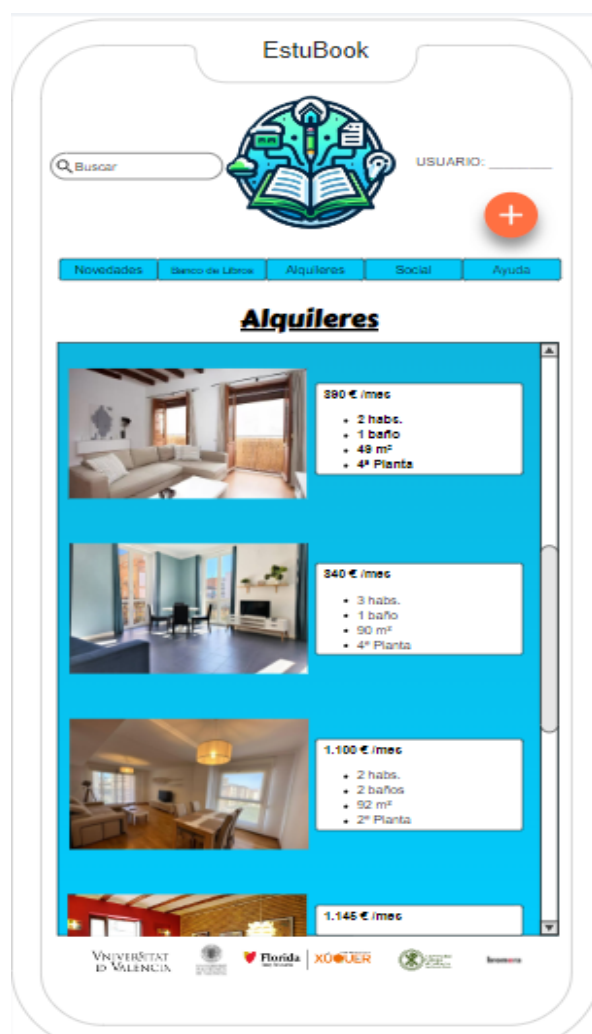 EstuBook
Buscar
USUARIO: ________
Novedades Banco de Libros Alquileres Social Ayuda
Alquileres
890 € /mes
2 habs.
1 baño
49 m²
4ª Planta
840 € /mes
3 habs.
1 baño
90 m²
4ª Planta
1.100 € /mes
2 habs.
2 baños
92 m²
2ª Planta
1.145 € /mes
VNIVERSITAT
ID VALÈNCIA
Florida
XÚQUER
bromera